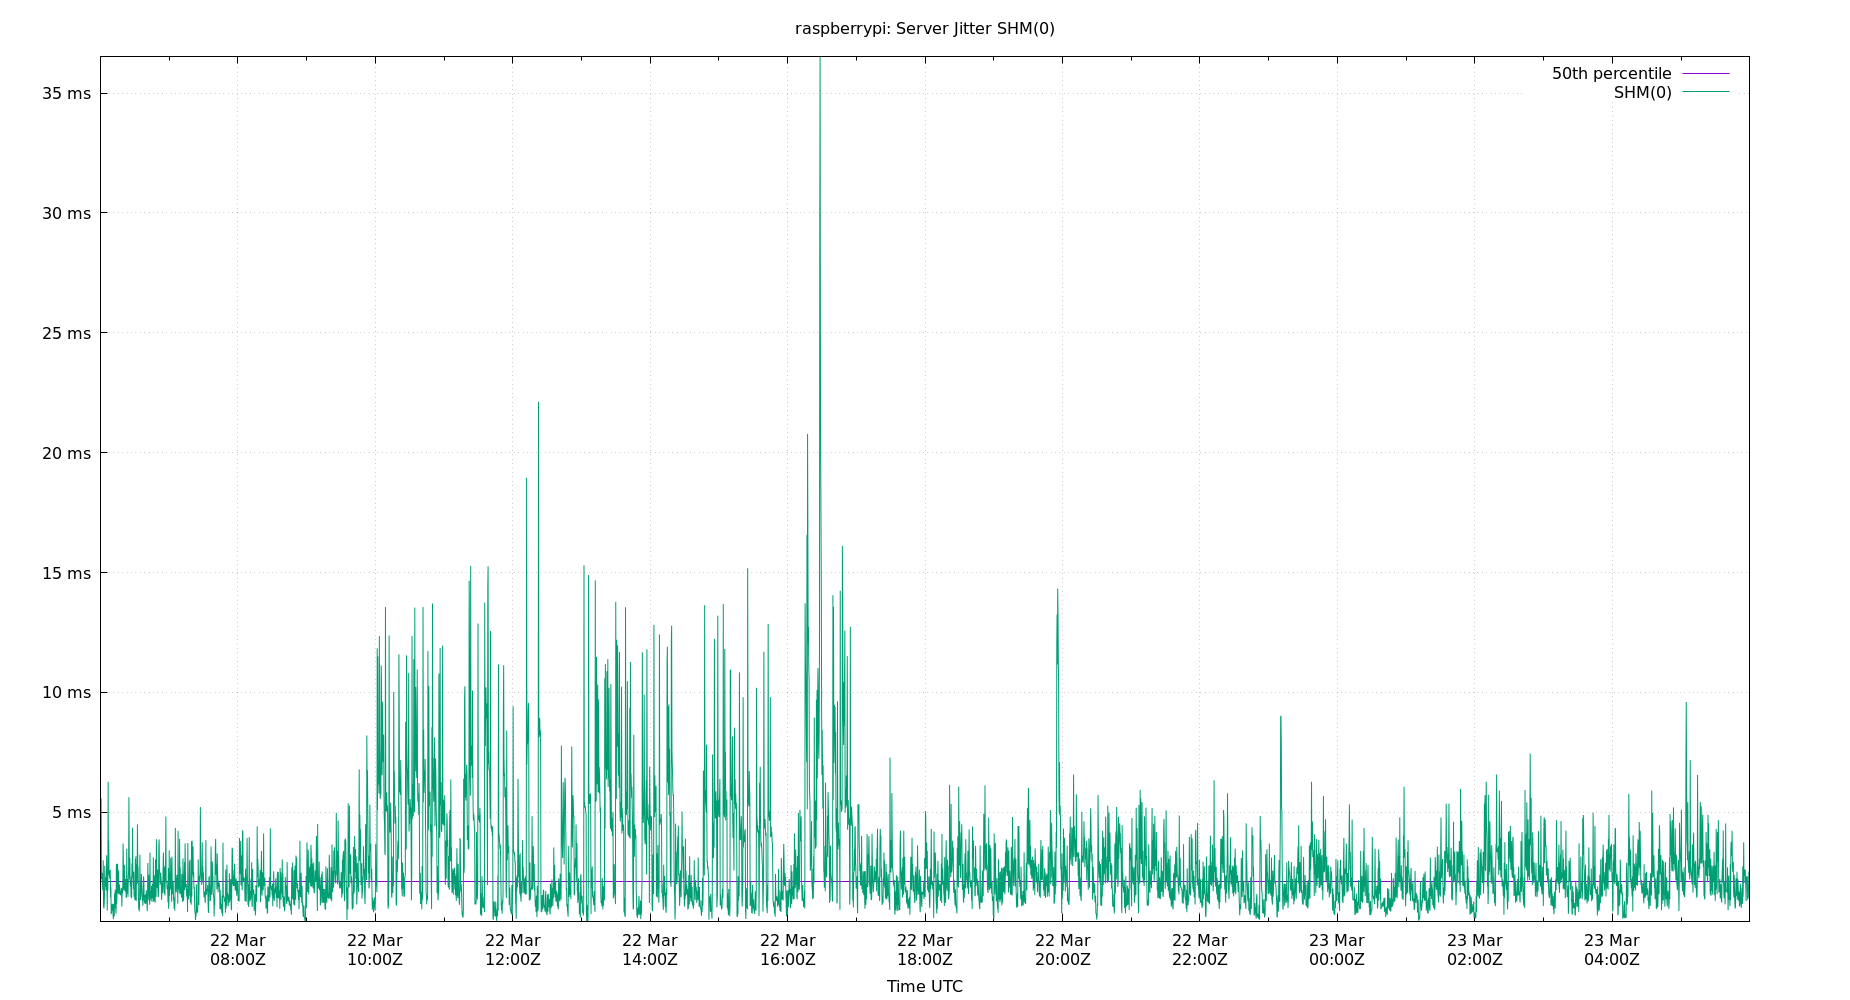 raspberrypi: Server Jitter SHM(0)
50th percentile
SHM(0)
35 ms
30 ms
25 ms
20 ms
15 ms
10 ms
5 ms
22 Mar 22 Mar 22 Mar 22 Mar 22 Mar 22 Mar 22 Mar 22 Mar 23 Mar 23 Mar 23 Mar
08:00Z 10:00Z 12:00Z 14:00Z 16:00Z 18:00Z 20:00Z 22:00Z 00:00Z 02:00Z 04:00Z
Time UTC